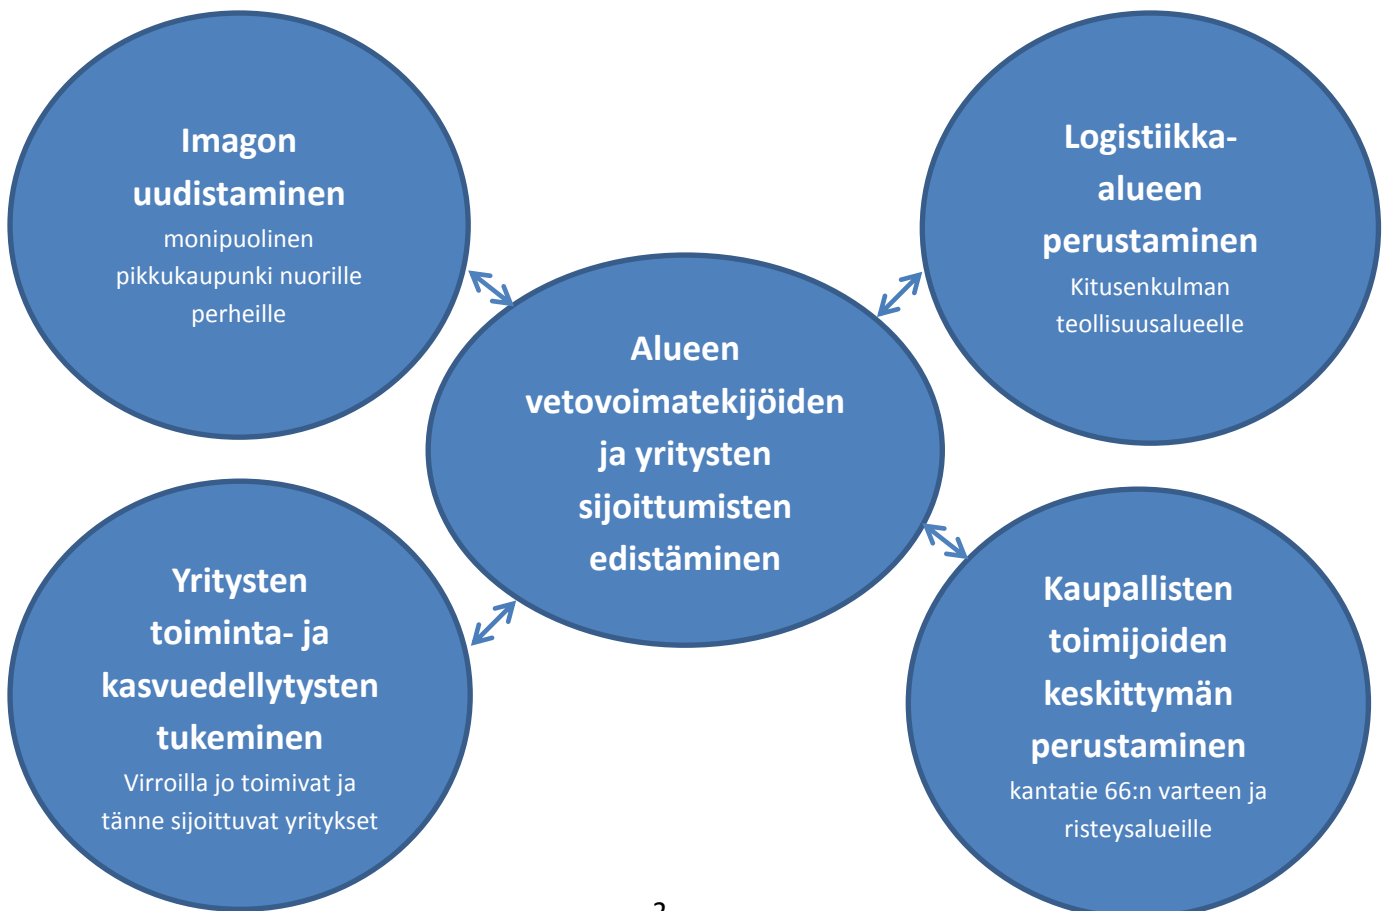 Imagon
uudistaminen
monipuolinen
pikkukaupunki nuorille
perheille
Logistiikka-
alueen
perustaminen
Kitusenkulman
teollisuusalueelle
Alueen
vetovoimatekijöiden
ja yritysten
sijoittumisten
edistäminen
Yritysten
toiminta- ja
kasvuedellytysten
tukeminen
Virroilla jo toimivat ja
tänne sijoittuvat yritykset
Kaupallisten
toimijoiden
keskittymän
perustaminen
kantatie 66:n varteen ja
risteysalueille